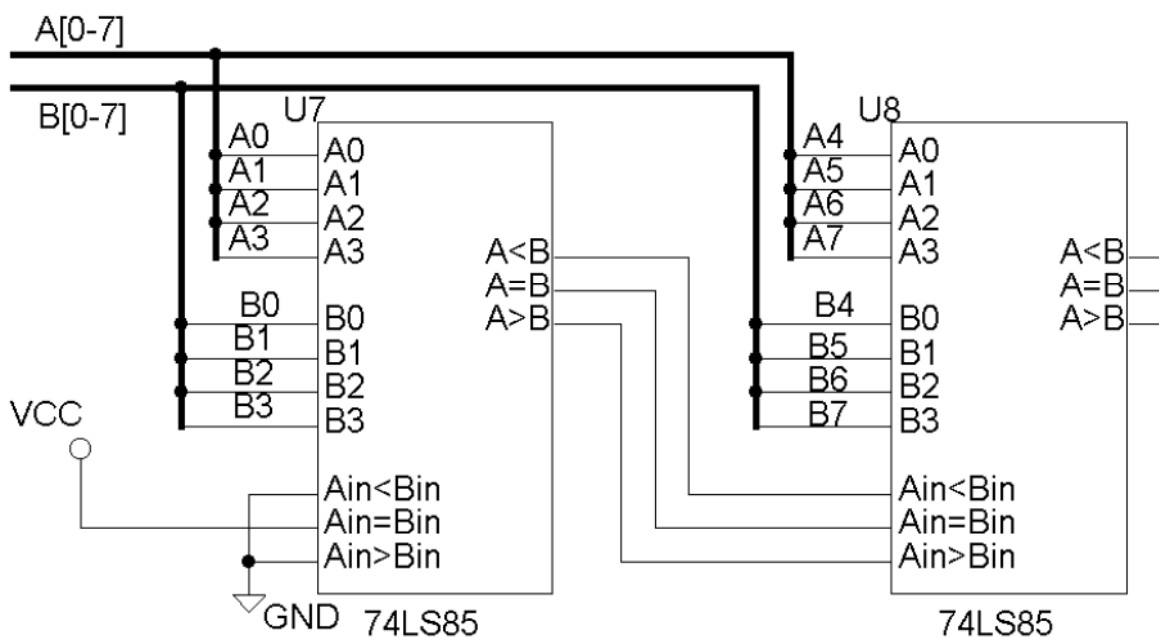 A[0-7]
B[0-7]
U7
A0
A1
A2
A3
B0
B1
B2
B3
A0
A1
A2
A3
B0
B1
B2
B3
A<B
A=B
A>B
VCC
Ain<Bin
Ain=Bin
Ain>Bin
GND
74LS85
U8
A4
A5
A6
A7
B4
B5
B6
B7
A0
A1
A2
A3
B0
B1
B2
B3
A<B
A=B
A>B
Ain<Bin
Ain=Bin
Ain>Bin
74LS85